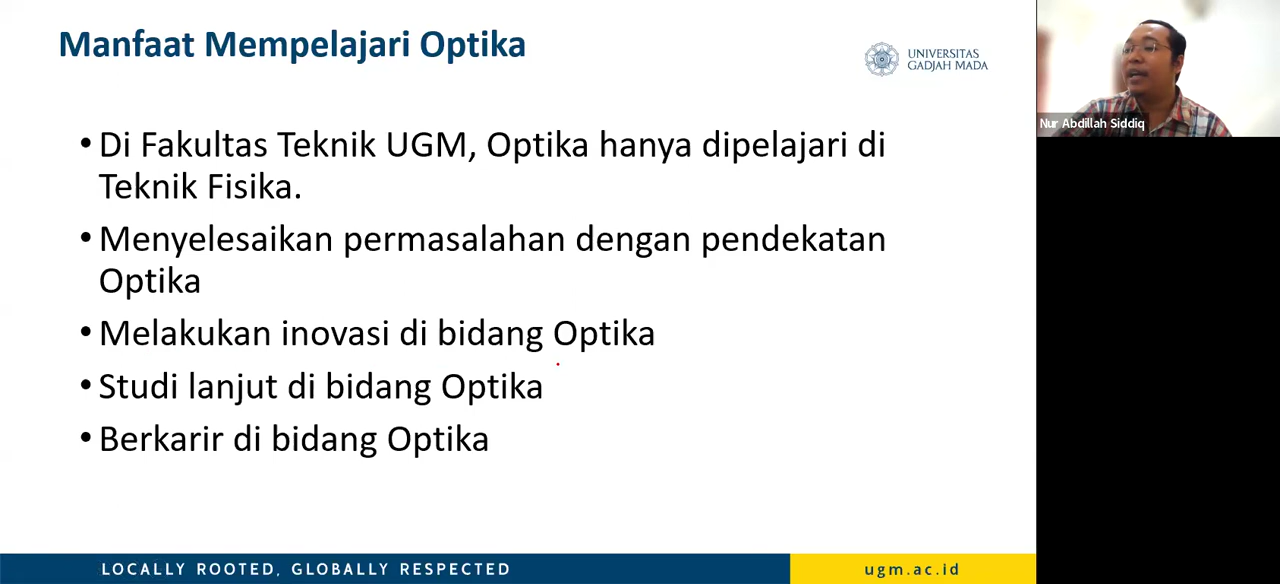 Manfaat Mempelajari Optika
UNIVERSITAS
GADJAH MADA
Nur Abdillah Siddiq
•Di Fakultas Teknik UGM, Optika hanya dipelajari di
Teknik Fisika.
•Menyelesaikan permasalahan dengan pendekatan
Optika
•Melakukan inovasi di bidang Optika
•Studi lanjut di bidang Optika
•Berkarir di bidang Optika
LOCALLY ROOTED, GLOBALLY RESPECTED
ugm.ac.id